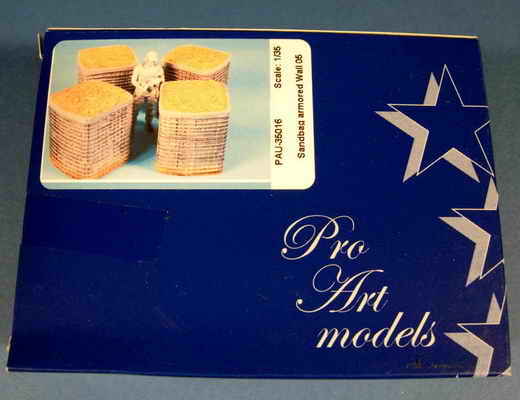 PAU-35016 Scale: 1/35
Sandbag armored Wall 05
Pro
Art
models